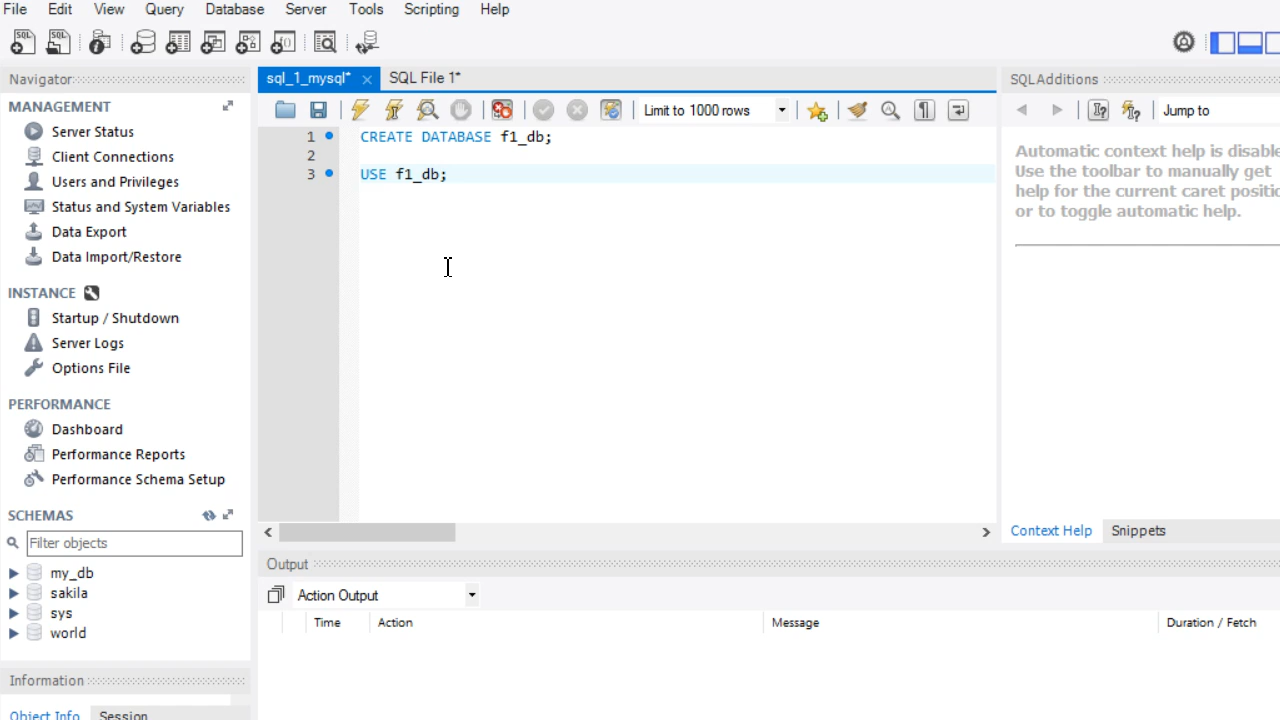 File Edit View Query Database Server Tools Scripting Help
Navigator
MANAGEMENT
Server Status
Client Connections
Users and Privileges
Status and System Variables
Data Export
Data Import/Restore
INSTANCE
Startup / Shutdown
Server Logs
Options File
PERFORMANCE
Dashboard
Performance Reports
Performance Schema Setup
SCHEMAS
Filter objects
my_db
sakila
sys
world
Information
Object Info Session
sql_1_mysql* SQL File 1*
Limit to 1000 rows
1 CREATE DATABASE f1_db;
2
3 USE f1_db;
Output
Action Output
Time Action Message Duration / Fetch
SQLAdditions
Jump to
Automatic context help is disable
Use the toolbar to manually get
help for the current caret positic
or to toggle automatic help.
Context Help Snippets